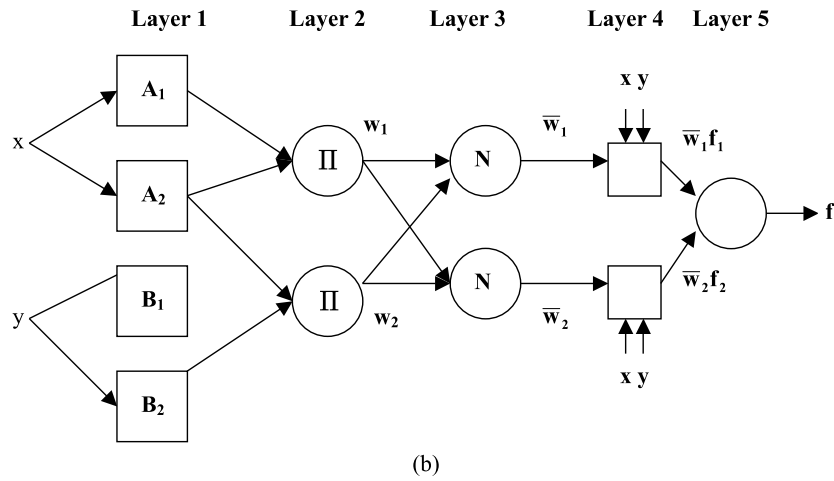 Layer 1 Layer 2 Layer 3 Layer 4 Layer 5
x y
A₁
w₁
w̅₁
w̅₁f₁
x
Π
N
A₂
f
B₁
Π
N
w̅₂f₂
y
w₂
w̅₂
B₂
x y
(b)